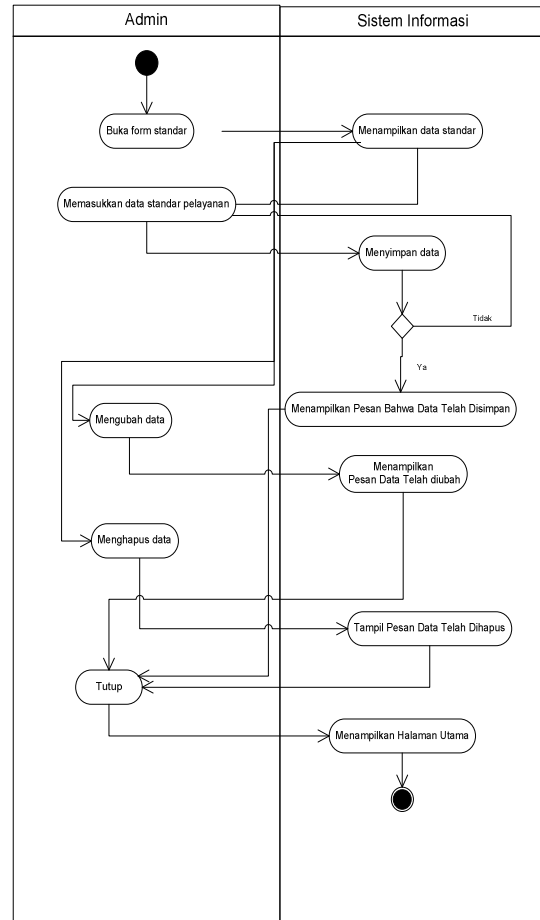 Admin
Sistem Informasi
Buka form standar
Menampilkan data standar
Memasukkan data standar pelayanan
Menyimpan data
Tidak
Ya
Menampilkan Pesan Bahwa Data Telah Disimpan
Mengubah data
Menampilkan
Pesan Data Telah diubah
Menghapus data
Tampil Pesan Data Telah Dihapus
Tutup
Menampilkan Halaman Utama